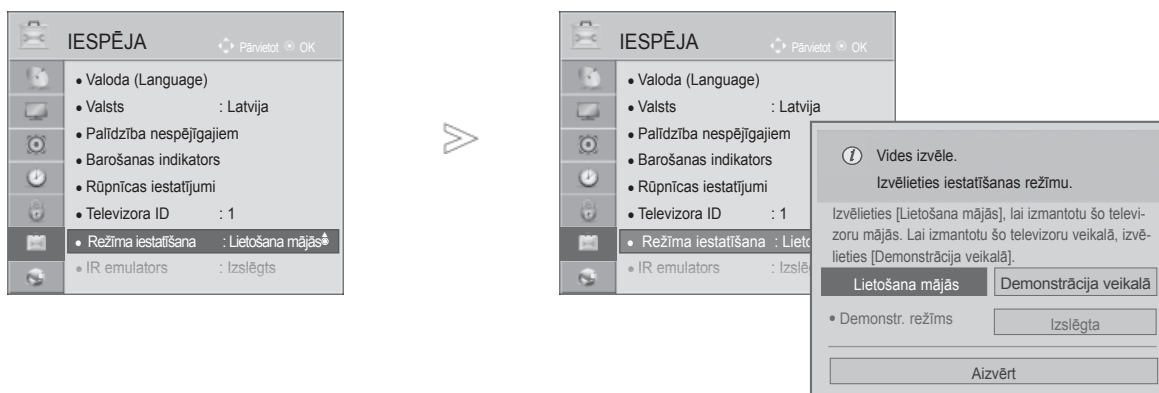 IESPĒJA
Pārvietot
OK
• Valoda (Language)
• Valsts : Latvija
• Palīdzība nespējīgajiem
• Barošanas indikators
• Rūpnīcas iestatījumi
• Televizora ID : 1
• Režīma iestatīšana : Lietošana mājās
• IR emulators : Izslēgts
IESPĒJA
Pārvietot
OK
• Valoda (Language)
• Valsts : Latvija
• Palīdzība nespējīgajiem
• Barošanas indikators
• Rūpnīcas iestatījumi
• Televizora ID : 1
• Režīma iestatīšana : Lieto
• IR emulators : Izslē
Vides izvēle.
Izvēlieties iestatīšanas režīmu.
Izvēlieties [Lietošana mājās], lai izmantotu šo televi-
zoru mājās. Lai izmantotu šo televizoru veikalā, izvē-
lieties [Demonstrācija veikalā].
Lietošana mājās
Demonstrācija veikalā
• Demonstr. režīms
Izslēgta
Aizvērt